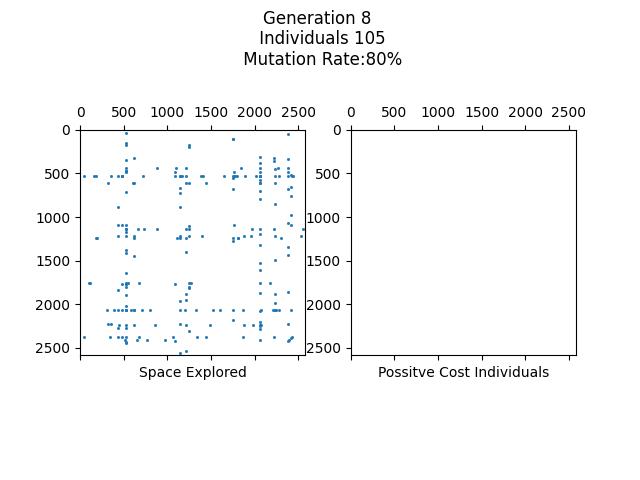 Generation 8
Individuals 105
Mutation Rate:80%
0 500 1000 1500 2000 2500
0 500 1000 1500 2000 2500
0
500
1000
1500
2000
2500
0
500
1000
1500
2000
2500
Space Explored
Possitve Cost Individuals